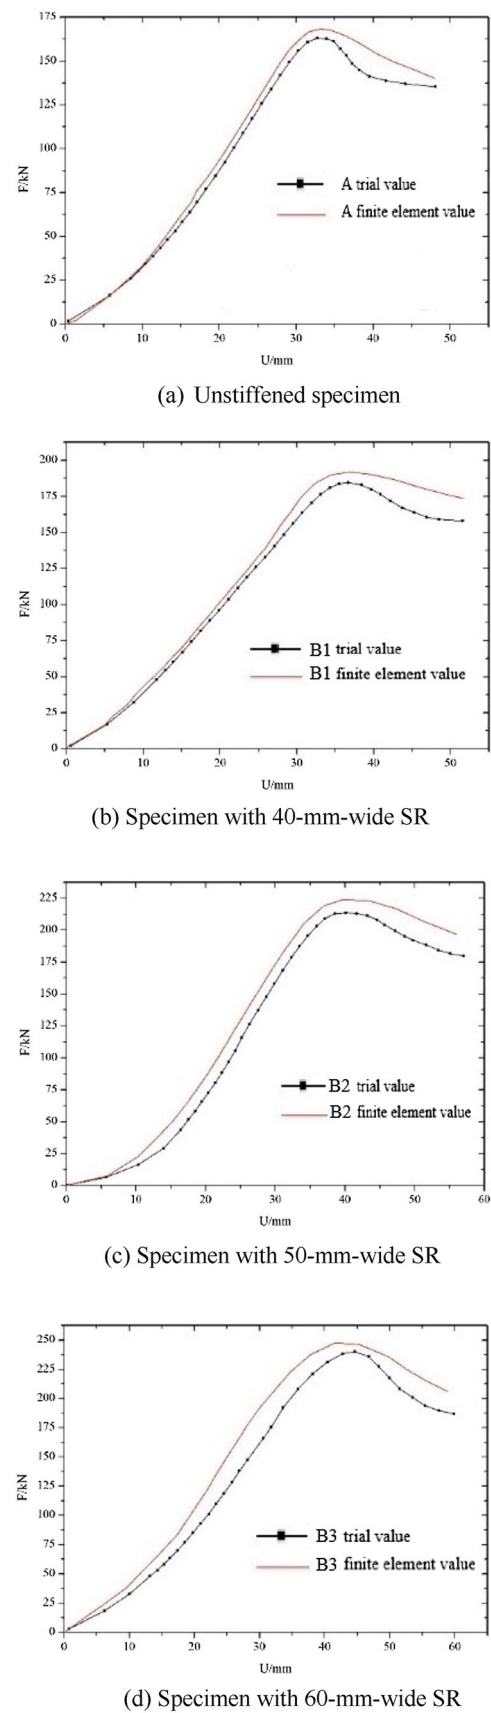 175
150
125
100
75
50
25
0
F/kN
A trial value
A finite element value
0 10 20 30 40 50
U/mm
(a) Unstiffened specimen
200
175
150
125
100
75
50
25
0
F/kN
B1 trial value
B1 finite element value
0 10 20 30 40 50
U/mm
(b) Specimen with 40-mm-wide SR
225
200
175
150
125
100
75
50
25
0
F/kN
B2 trial value
B2 finite element value
0 10 20 30 40 50 60
U/mm
(c) Specimen with 50-mm-wide SR
250
225
200
175
150
125
100
75
50
25
0
F/kN
B3 trial value
B3 finite element value
0 10 20 30 40 50 60
U/mm
(d) Specimen with 60-mm-wide SR